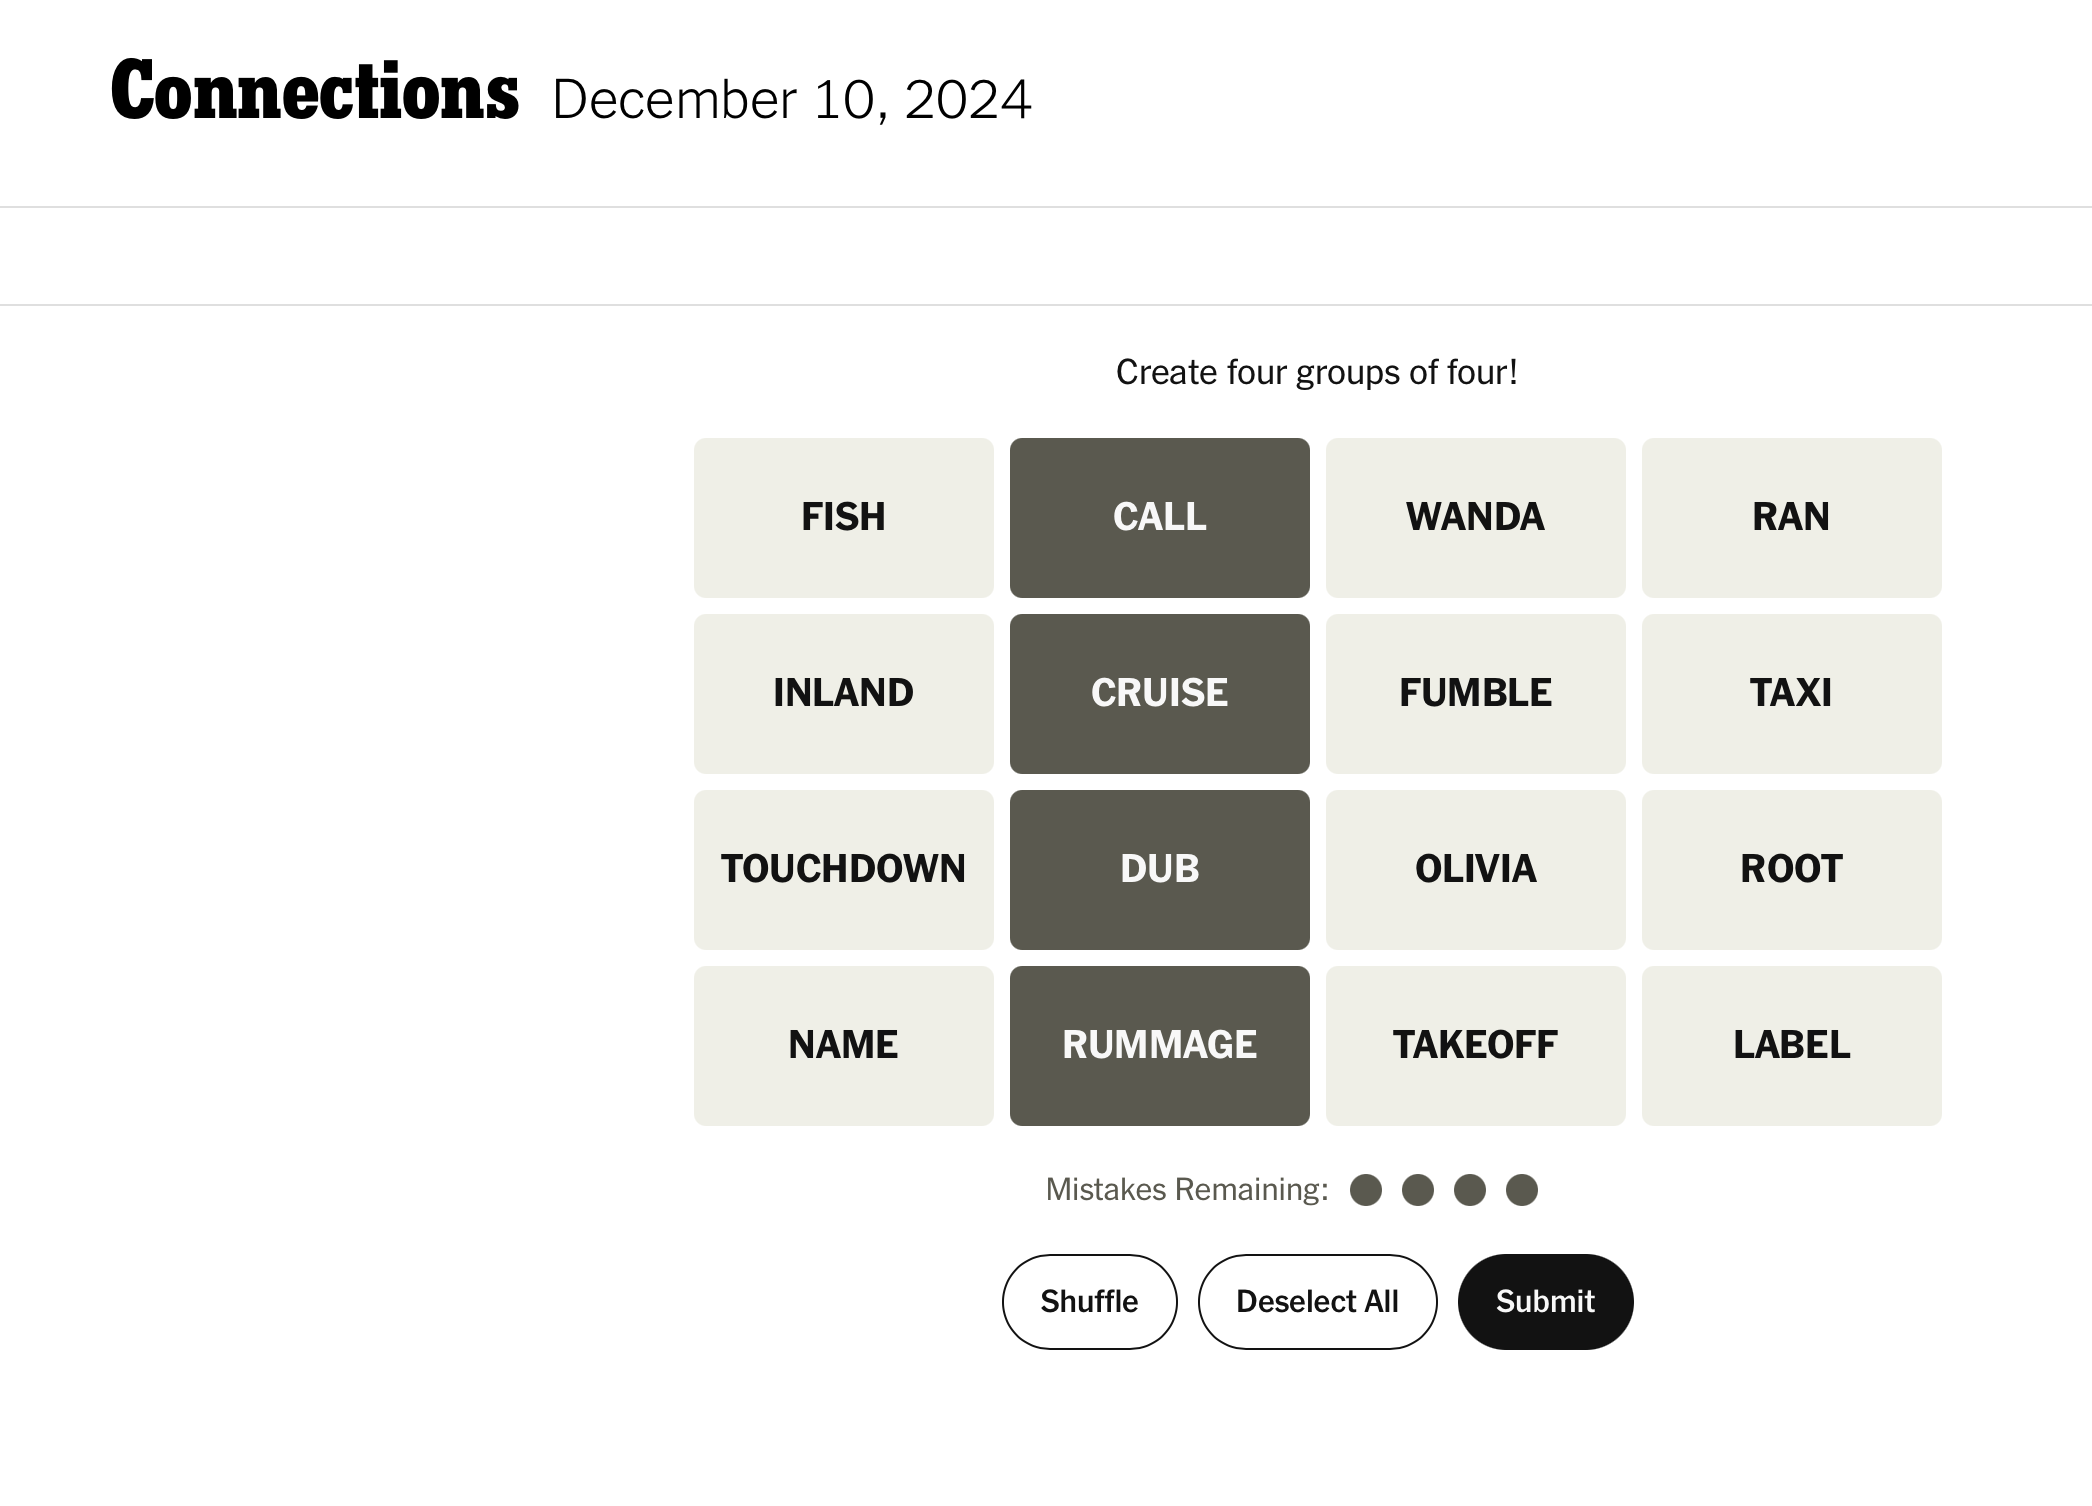 Connections December 10, 2024
Create four groups of four!
FISH CALL WANDA RAN
INLAND CRUISE FUMBLE TAXI
TOUCHDOWN DUB OLIVIA ROOT
NAME RUMMAGE TAKEOFF LABEL
Mistakes Remaining:
Shuffle Deselect All Submit